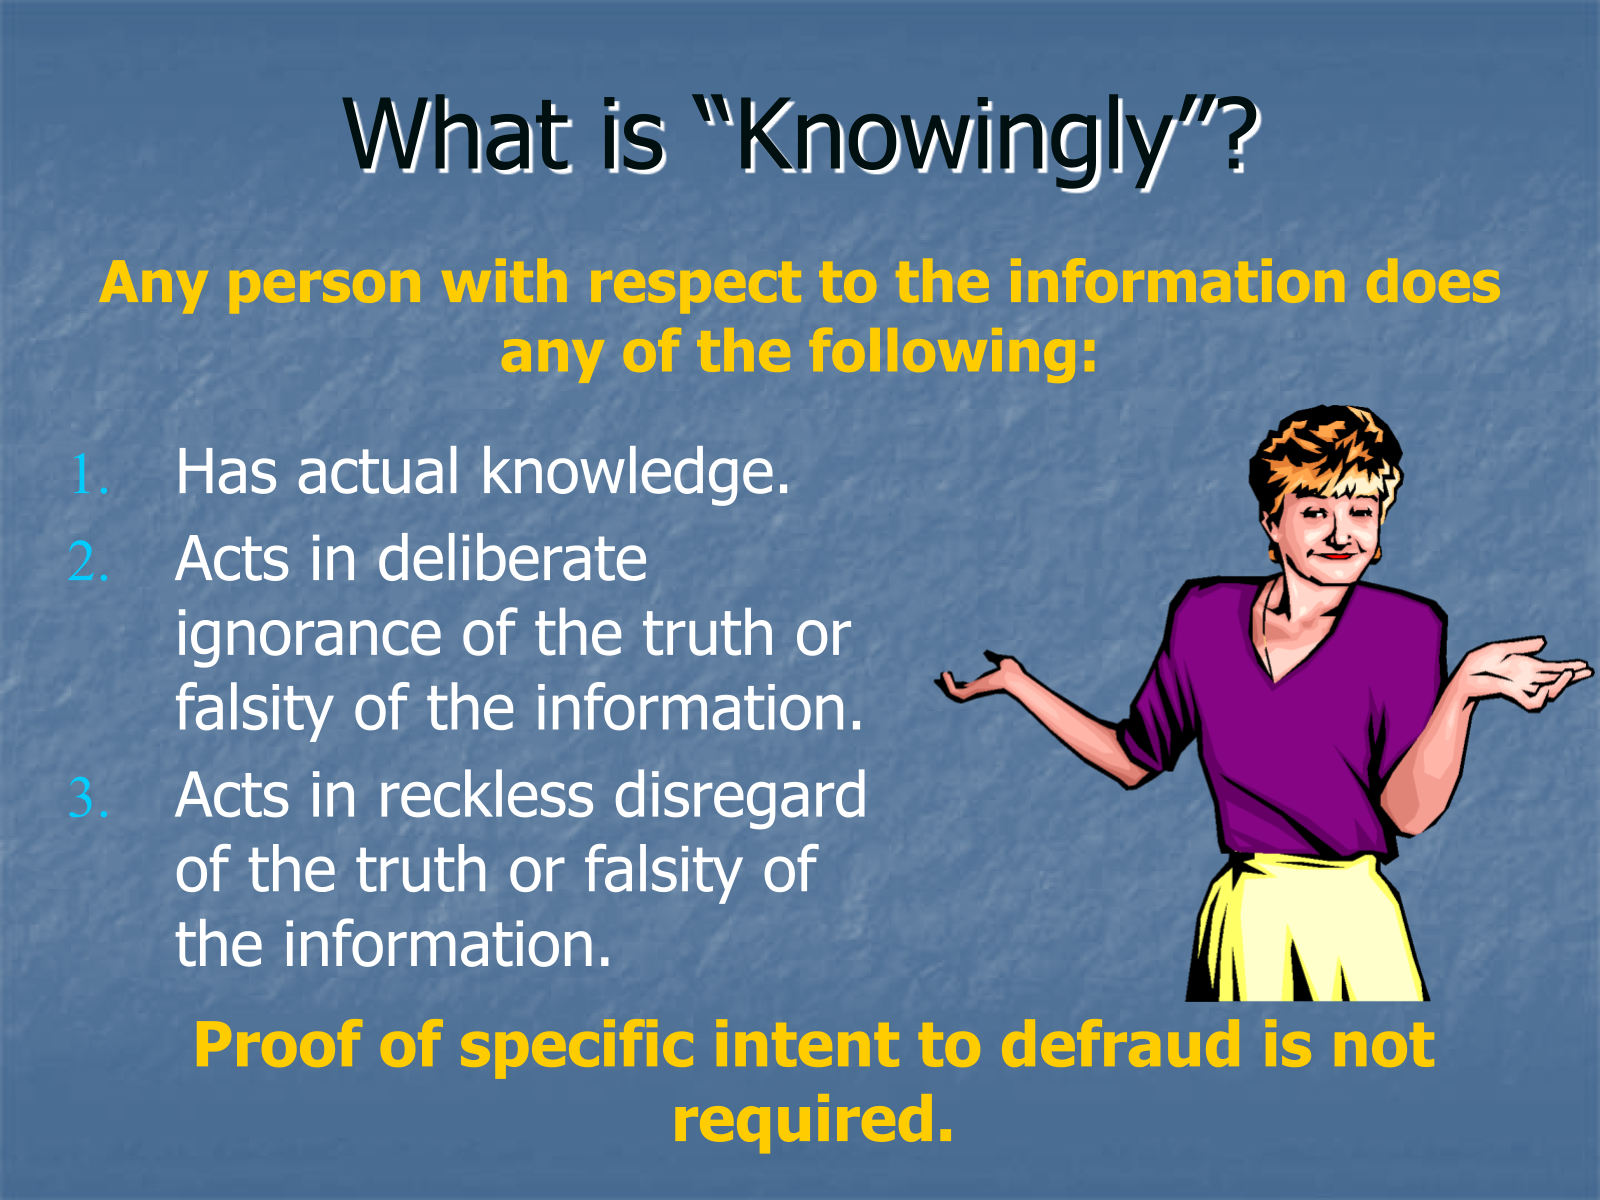 What is “Knowingly”?
Any person with respect to the information does
any of the following:
1. Has actual knowledge.
2. Acts in deliberate
ignorance of the truth or
falsity of the information.
3. Acts in reckless disregard
of the truth or falsity of
the information.
Proof of specific intent to defraud is not
required.